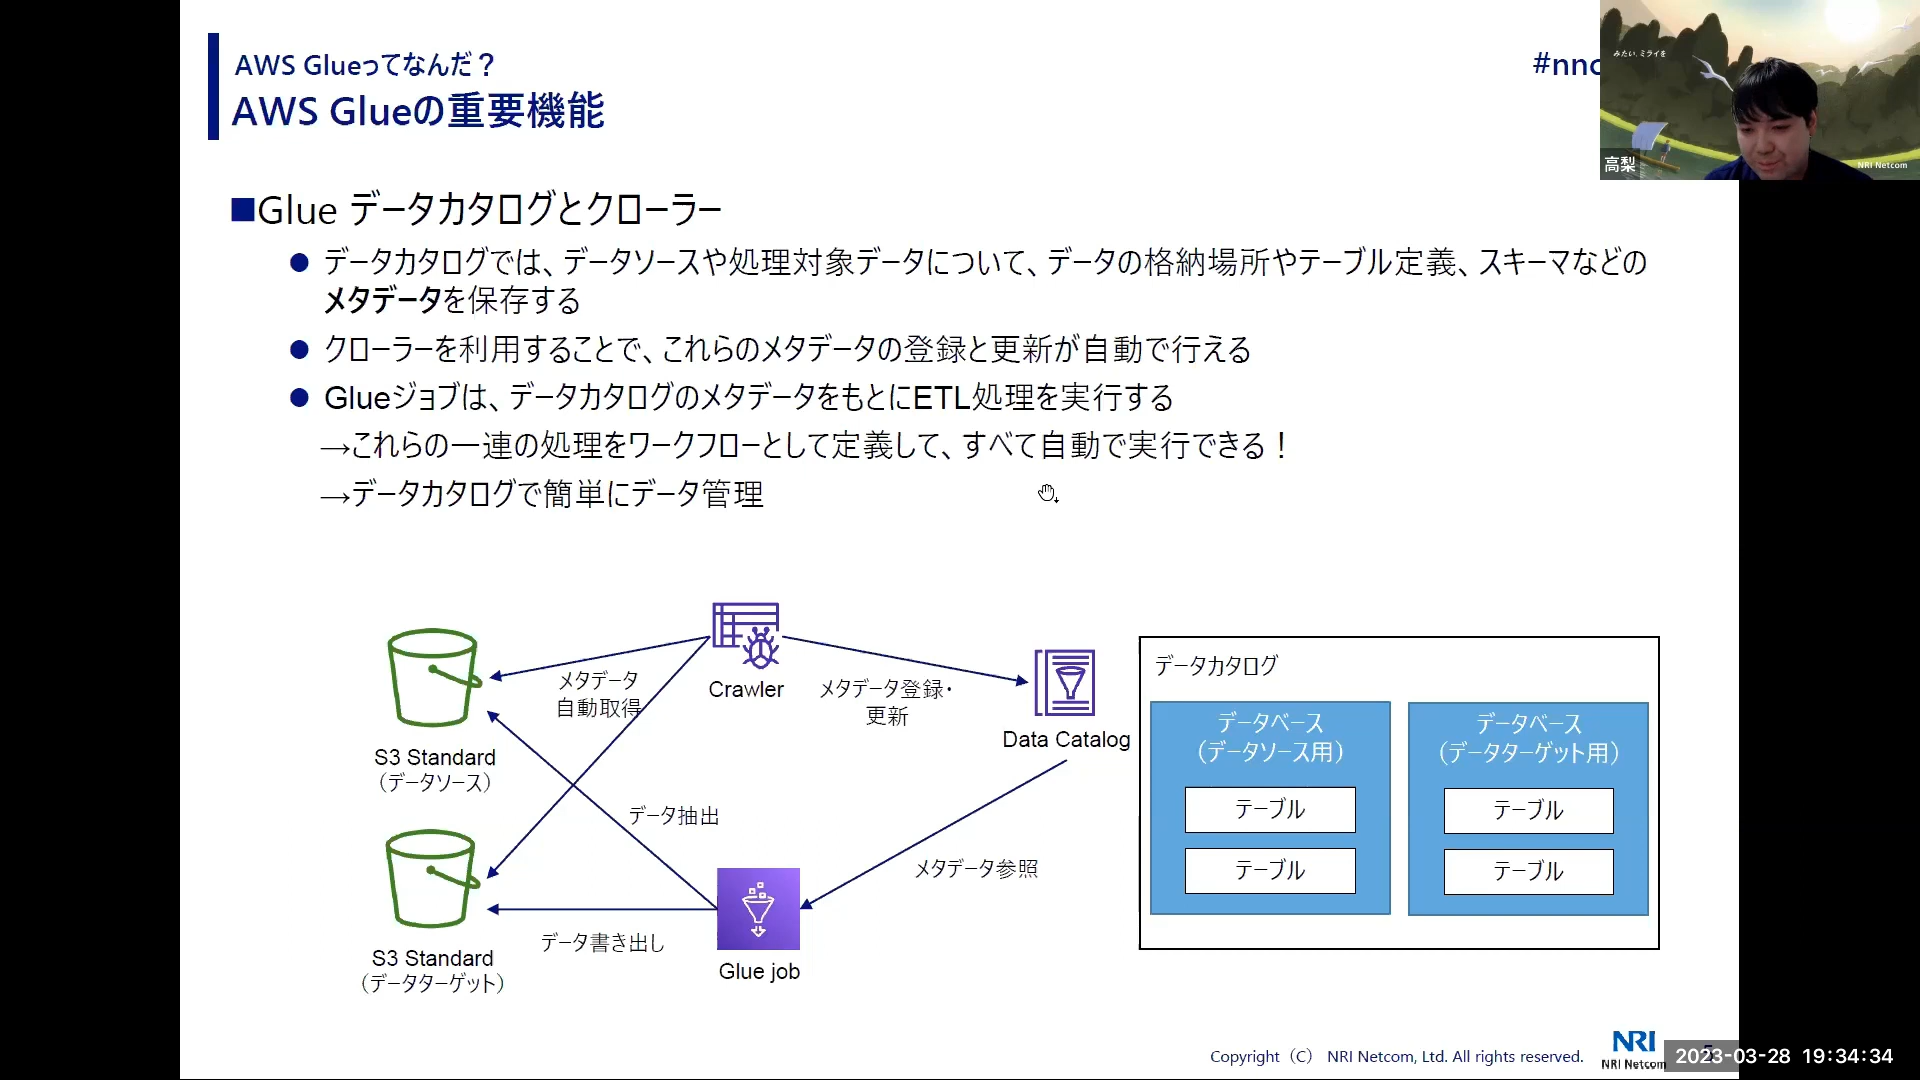 AWS Glueってなんだ？
AWS Glueの重要機能
#nnc
みたい、ミライを
高梨
NRI Netcom
■Glue データカタログとクローラー
● データカタログでは、データソースや処理対象データについて、データの格納場所やテーブル定義、スキーマなどの
メタデータを保存する
● クローラーを利用することで、これらのメタデータの登録と更新が自動で行える
● Glueジョブは、データカタログのメタデータをもとにETL処理を実行する
→これらの一連の処理をワークフローとして定義して、すべて自動で実行できる！
→データカタログで簡単にデータ管理
S3 Standard
（データソース）
メタデータ
自動取得
Crawler
メタデータ登録・
更新
Data Catalog
データ抽出
メタデータ参照
S3 Standard
（データターゲット）
データ書き出し
Glue job
データカタログ
データベース
（データソース用）
テーブル
テーブル
データベース
（データターゲット用）
テーブル
テーブル
Copyright（C） NRI Netcom, Ltd. All rights reserved.
NRI
NRI Netcom
2023-03-28 19:34:34